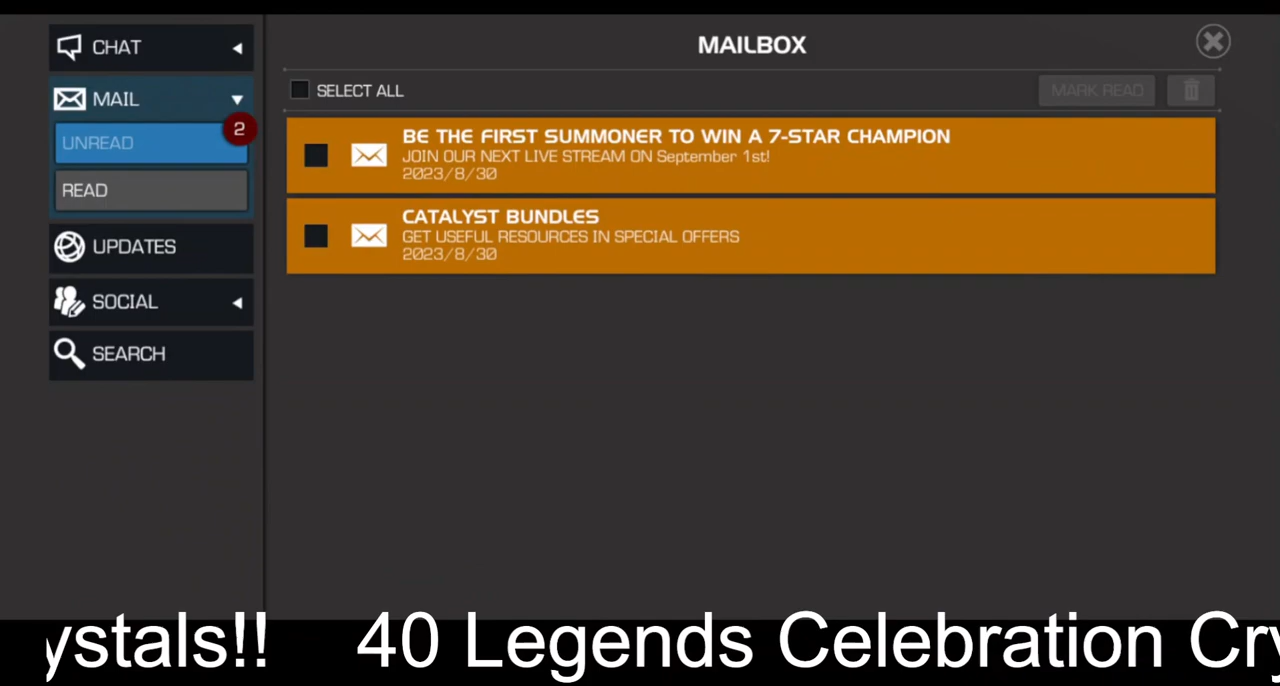 CHAT
MAILBOX
MAIL
SELECT ALL
MARK READ
2
UNREAD
BE THE FIRST SUMMONER TO WIN A 7-STAR CHAMPION
JOIN OUR NEXT LIVE STREAM ON September 1st!
2023/8/30
READ
CATALYST BUNDLES
GET USEFUL RESOURCES IN SPECIAL OFFERS
2023/8/30
UPDATES
SOCIAL
SEARCH
ystals!! 40 Legends Celebration Cry